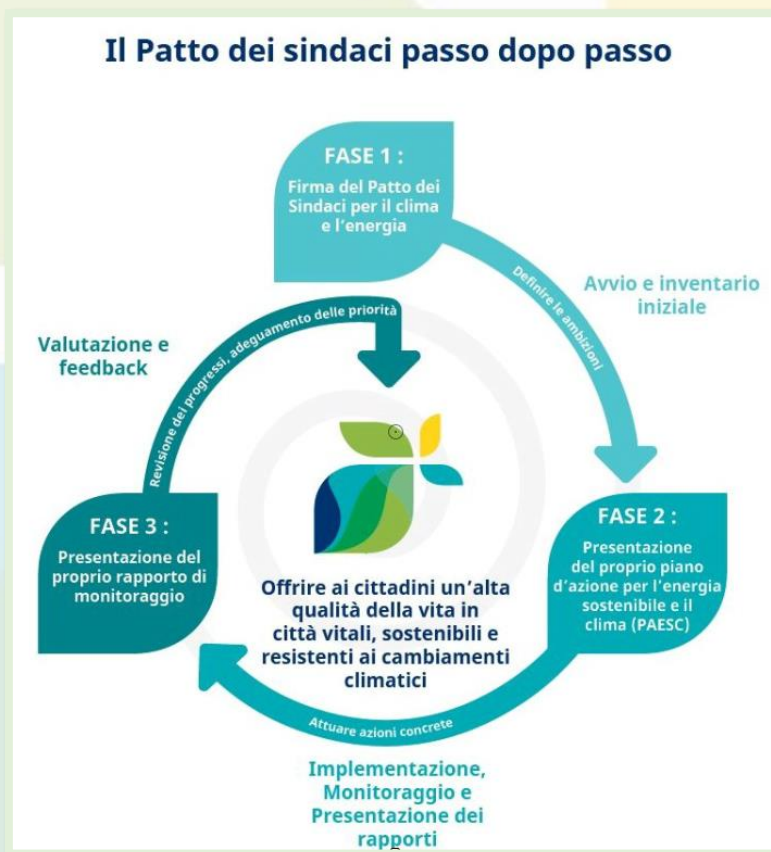 Il Patto dei sindaci passo dopo passo
FASE 1 :
Firma del Patto dei
Sindaci per il clima
e l'energia
Definire le ambizioni
Avvio e inventario
iniziale
FASE 2 :
Presentazione
del proprio piano
d'azione per l'energia
sostenibile e il
clima (PAESC)
Attuare azioni concrete
Implementazione,
Monitoraggio e
Presentazione dei
rapporti
FASE 3 :
Presentazione del
proprio rapporto di
monitoraggio
Revisione dei progressi, adeguamento delle priorità
Valutazione e
feedback
Offrire ai cittadini un'alta
qualità della vita in
città vitali, sostenibili e
resistenti ai cambiamenti
climatici